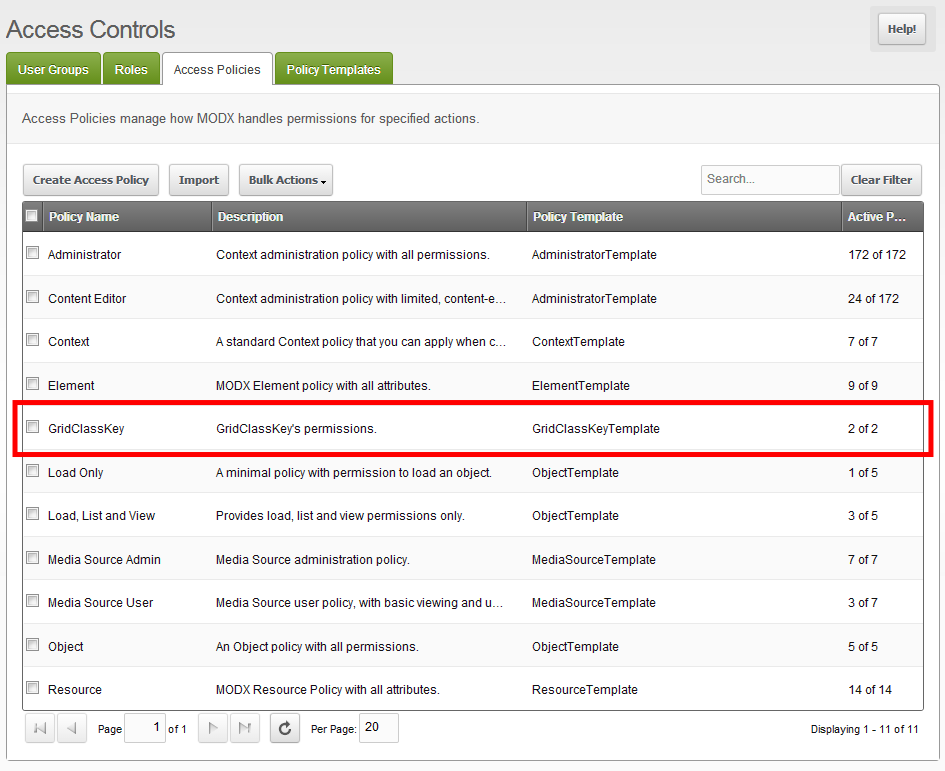 Access Controls
Help!
User Groups Roles Access Policies Policy Templates
Access Policies manage how MODX handles permissions for specified actions.
Create Access Policy Import Bulk Actions Search... Clear Filter
Policy Name Description Policy Template Active P...
Administrator Context administration policy with all permissions. AdministratorTemplate 172 of 172
Content Editor Context administration policy with limited, content-e... AdministratorTemplate 24 of 172
Context A standard Context policy that you can apply when c... ContextTemplate 7 of 7
Element MODX Element policy with all attributes. ElementTemplate 9 of 9
GridClassKey GridClassKey's permissions. GridClassKeyTemplate 2 of 2
Load Only A minimal policy with permission to load an object. ObjectTemplate 1 of 5
Load, List and View Provides load, list and view permissions only. ObjectTemplate 3 of 5
Media Source Admin Media Source administration policy. MediaSourceTemplate 7 of 7
Media Source User Media Source user policy, with basic viewing and u... MediaSourceTemplate 3 of 7
Object An Object policy with all permissions. ObjectTemplate 5 of 5
Resource MODX Resource Policy with all attributes. ResourceTemplate 14 of 14
Page 1 of 1 Per Page: 20 Displaying 1 - 11 of 11